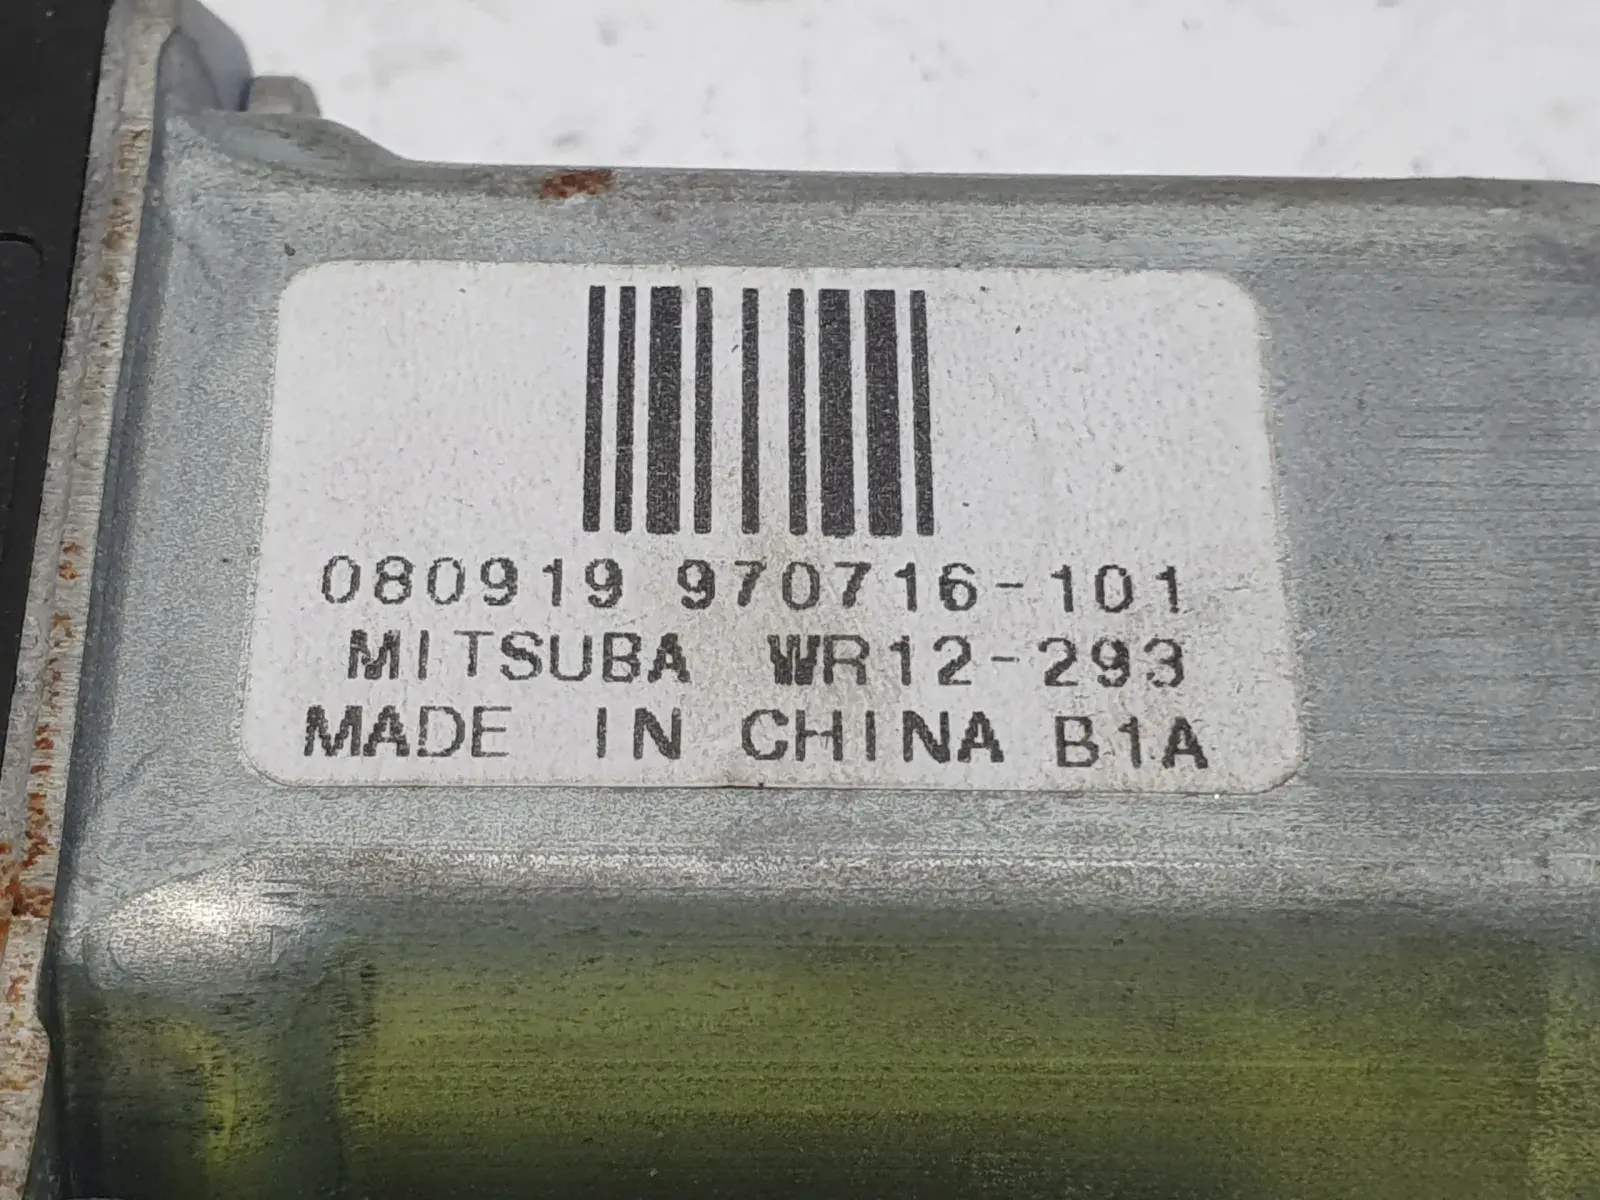 080919 970716-101
MITSUBA WR12-293
MADE IN CHINA B1A